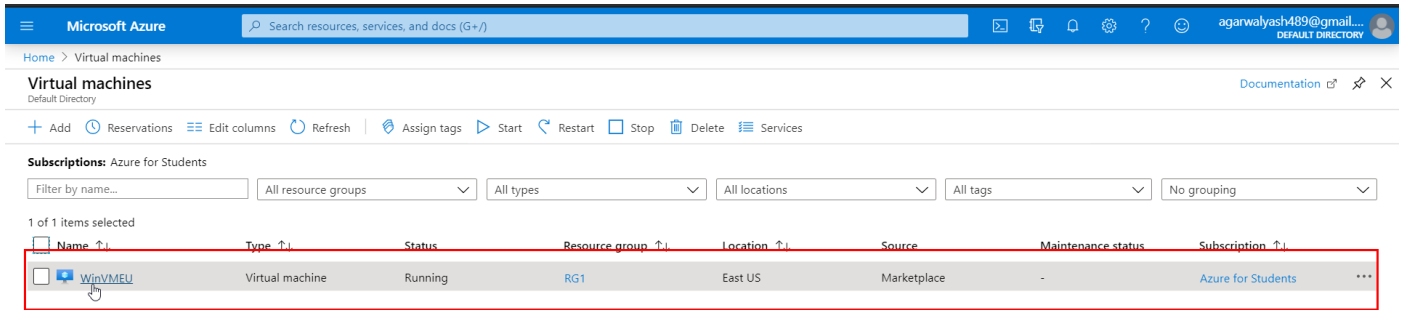 Microsoft Azure Search resources, services, and docs (G+/) agarwalyash489@gmail....
DEFAULT DIRECTORY
Home > Virtual machines
Virtual machines Documentation
Default Directory
Add Reservations Edit columns Refresh Assign tags Start Restart Stop Delete Services
Subscriptions: Azure for Students
Filter by name... All resource groups All types All locations All tags No grouping
1 of 1 items selected
Name ↑↓ Type ↑↓ Status Resource group ↑↓ Location ↑↓ Source Maintenance status Subscription ↑↓
WinVMEU Virtual machine Running RG1 East US Marketplace - Azure for Students ...